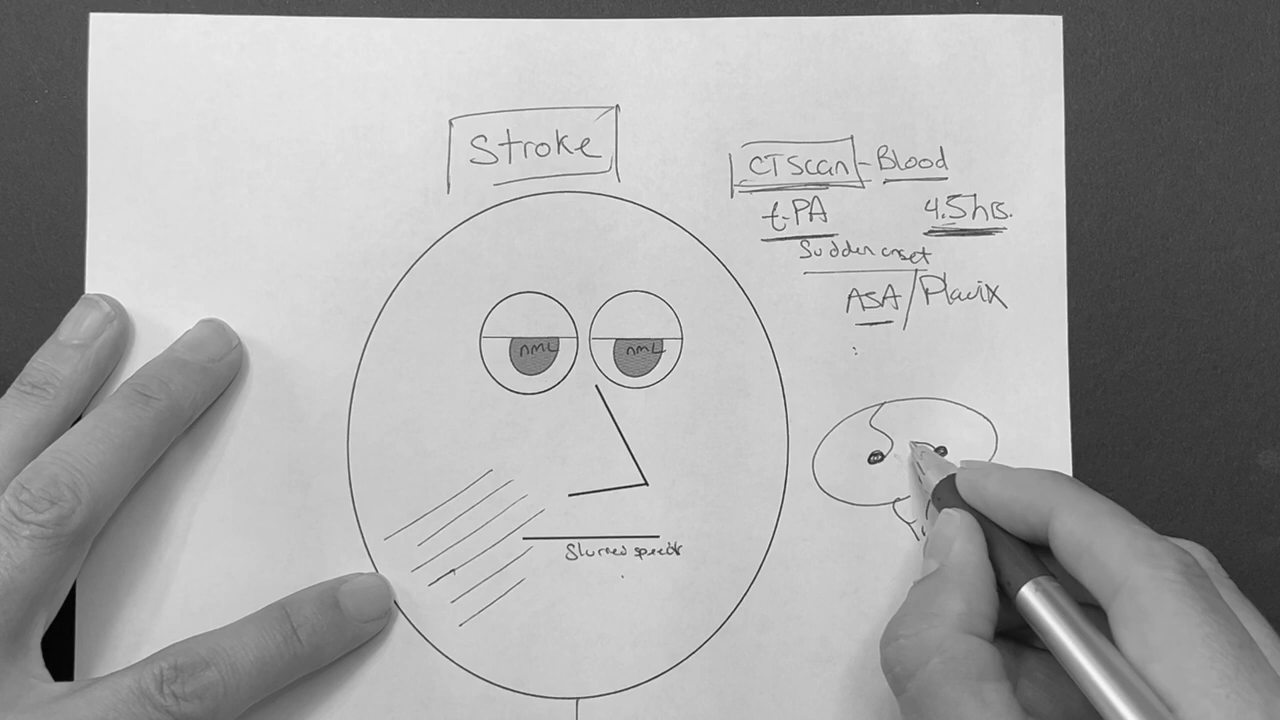 Stroke
CT Scan - Blood
t-PA 4.5 hrs.
Sudden onset
ASA/Plavix
nml nml
Slurred speech